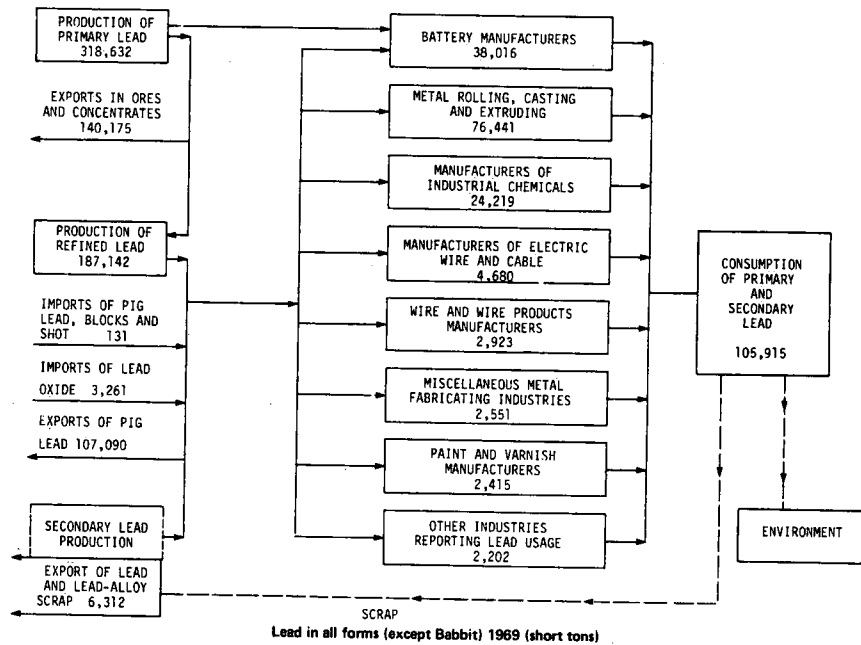 PRODUCTION OF
PRIMARY LEAD
318,632
EXPORTS IN ORES
AND CONCENTRATES
140,175
PRODUCTION OF
REFINED LEAD
187,142
IMPORTS OF PIG
LEAD, BLOCKS AND
SHOT 131
IMPORTS OF LEAD
OXIDE 3,261
EXPORTS OF PIG
LEAD 107,090
SECONDARY LEAD
PRODUCTION
EXPORT OF LEAD
AND LEAD-ALLOY
SCRAP 6,312
BATTERY MANUFACTURERS
38,016
METAL ROLLING, CASTING
AND EXTRUDING
76,441
MANUFACTURERS OF
INDUSTRIAL CHEMICALS
24,219
MANUFACTURERS OF ELECTRIC
WIRE AND CABLE
4,680
WIRE AND WIRE PRODUCTS
MANUFACTURERS
2,923
MISCELLANEOUS METAL
FABRICATING INDUSTRIES
2,551
PAINT AND VARNISH
MANUFACTURERS
2,415
OTHER INDUSTRIES
REPORTING LEAD USAGE
2,202
CONSUMPTION
OF PRIMARY
AND
SECONDARY
LEAD
105,915
ENVIRONMENT
SCRAP
Lead in all forms (except Babbit) 1969 (short tons)